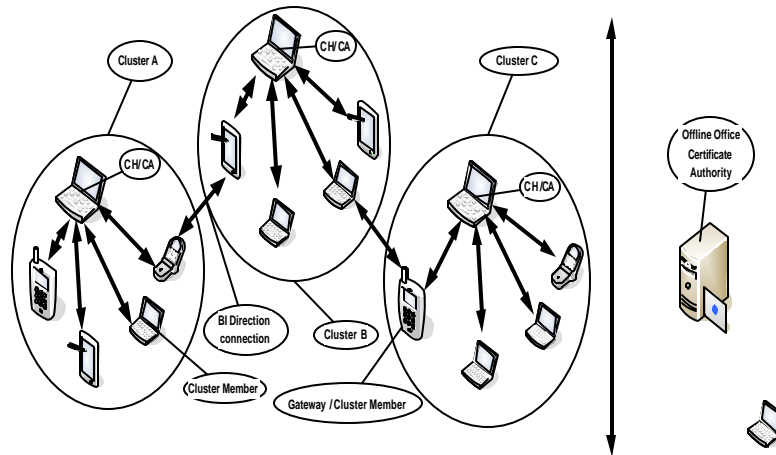 Cluster A
CH/CA
Cluster B
CH/CA
Cluster C
CH/CA
BI Direction
connection
Cluster Member
Gateway / Cluster Member
Offline Office
Certificate
Authority